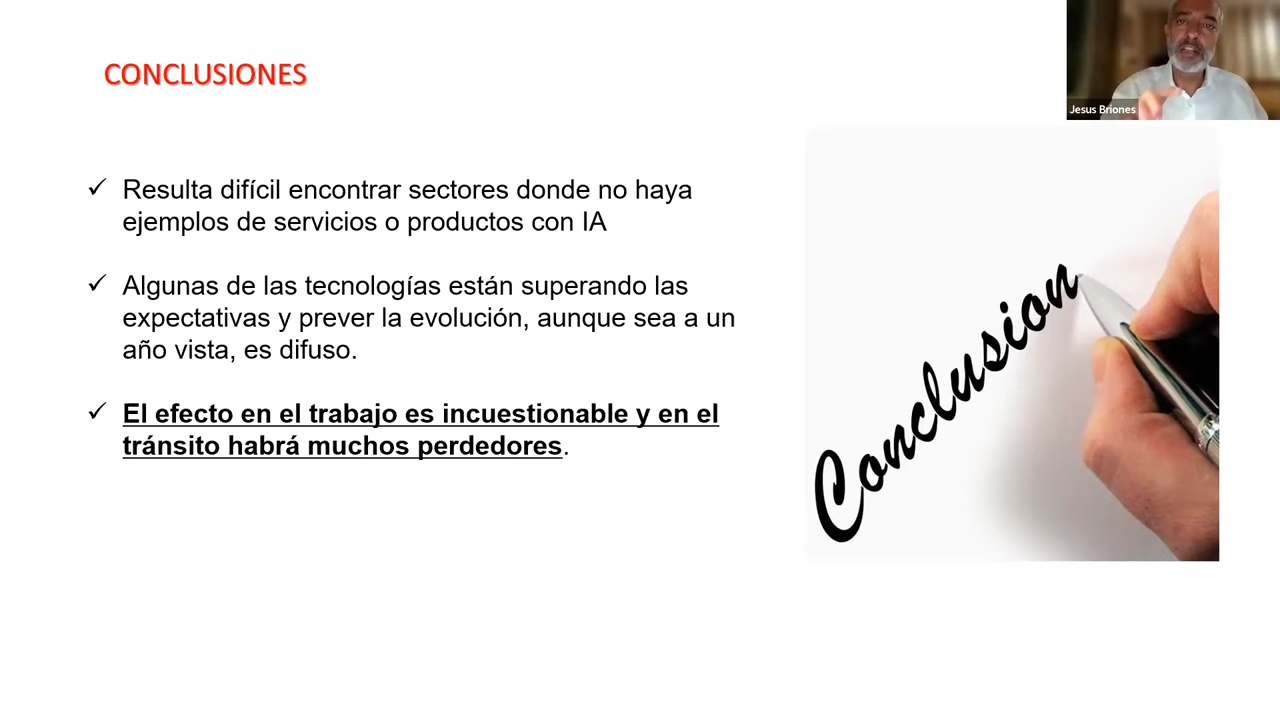 CONCLUSIONES
Jesus Briones
✓ Resulta difícil encontrar sectores donde no haya
ejemplos de servicios o productos con IA
✓ Algunas de las tecnologías están superando las
expectativas y prever la evolución, aunque sea a un
año vista, es difuso.
✓ El efecto en el trabajo es incuestionable y en el
tránsito habrá muchos perdedores.
Conclusion